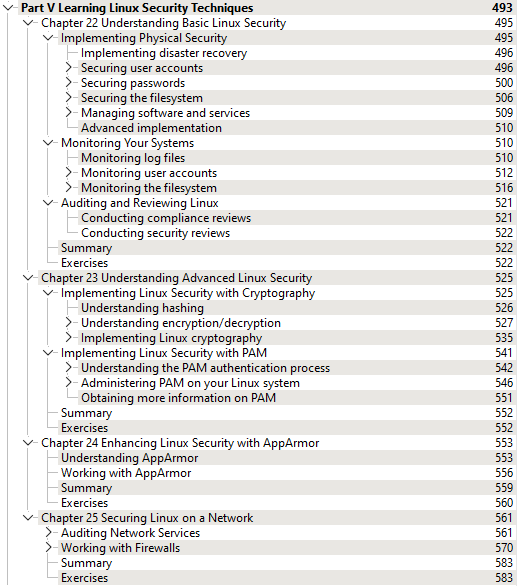 Part V Learning Linux Security Techniques 493
Chapter 22 Understanding Basic Linux Security 495
Implementing Physical Security 495
Implementing disaster recovery 496
Securing user accounts 496
Securing passwords 500
Securing the filesystem 506
Managing software and services 509
Advanced implementation 510
Monitoring Your Systems 510
Monitoring log files 510
Monitoring user accounts 512
Monitoring the filesystem 516
Auditing and Reviewing Linux 521
Conducting compliance reviews 521
Conducting security reviews 522
Summary 522
Exercises 522
Chapter 23 Understanding Advanced Linux Security 525
Implementing Linux Security with Cryptography 525
Understanding hashing 526
Understanding encryption/decryption 527
Implementing Linux cryptography 535
Implementing Linux Security with PAM 541
Understanding the PAM authentication process 542
Administering PAM on your Linux system 546
Obtaining more information on PAM 551
Summary 552
Exercises 552
Chapter 24 Enhancing Linux Security with AppArmor 553
Understanding AppArmor 553
Working with AppArmor 556
Summary 559
Exercises 560
Chapter 25 Securing Linux on a Network 561
Auditing Network Services 561
Working with Firewalls 570
Summary 583
Exercises 583